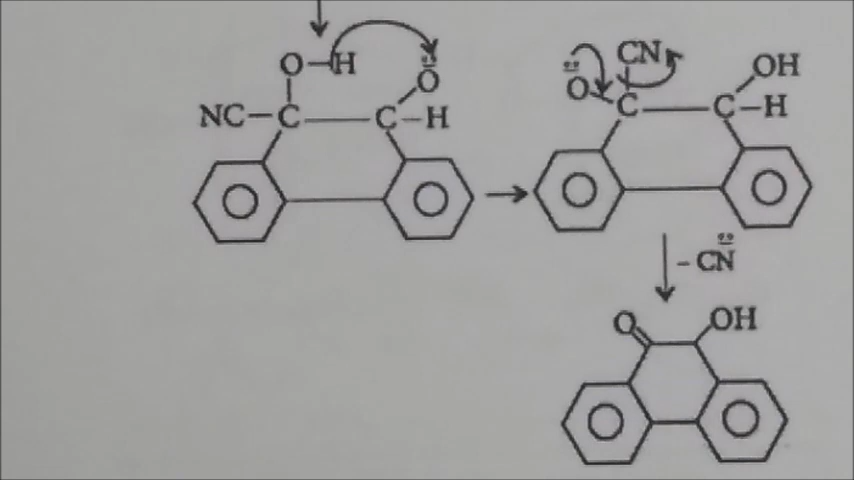 O–H
Ö
NC–C–C–H
CN
Ö
OH
C–C–H
– CN̈
O
OH